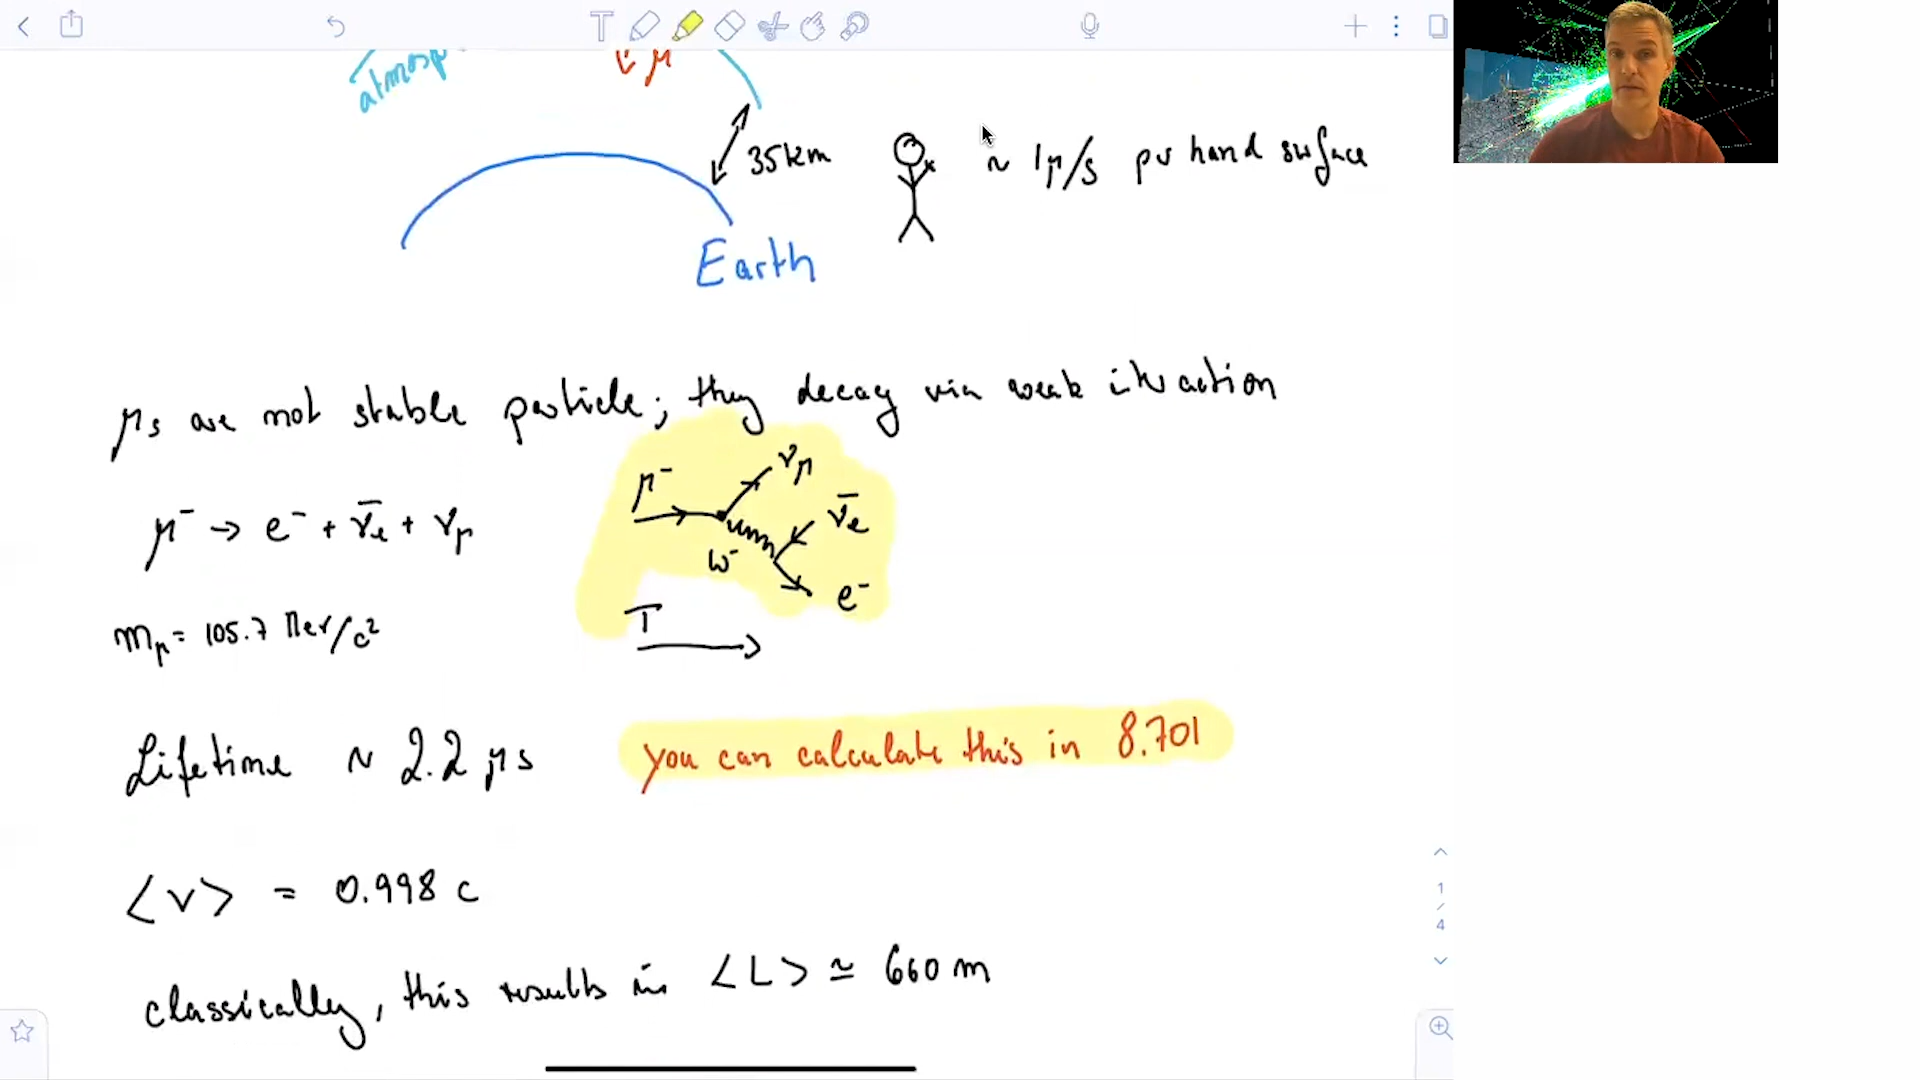 atmosp
μ
35km
~ 1μ/s per hand surface
Earth
μs are not stable particle; they decay via weak interaction
μ⁻ → e⁻ + ν̄e + νμ
μ⁻ νμ ν̄e W⁻ e⁻
mμ = 105.7 MeV/c²
T
Lifetime ~ 2.2 μs you can calculate this in 8.701
<v> = 0.998 c
classically, this results in <L> ≃ 660 m
1
/
4